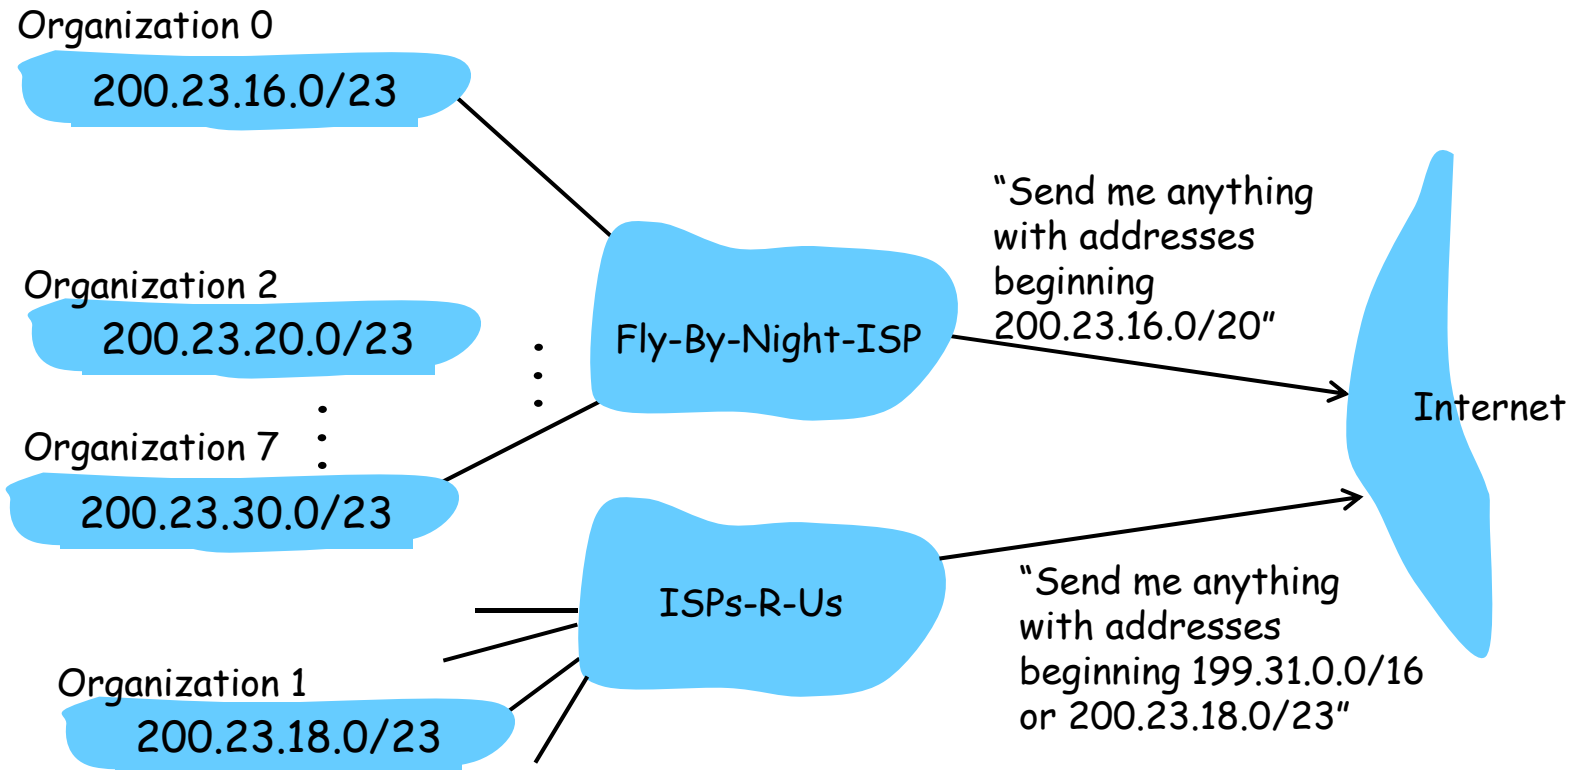 Organization 0
200.23.16.0/23
Organization 2
200.23.20.0/23
Organization 7
200.23.30.0/23
Fly-By-Night-ISP
“Send me anything
with addresses
beginning
200.23.16.0/20”
Internet
ISPs-R-Us
“Send me anything
with addresses
beginning 199.31.0.0/16
or 200.23.18.0/23”
Organization 1
200.23.18.0/23